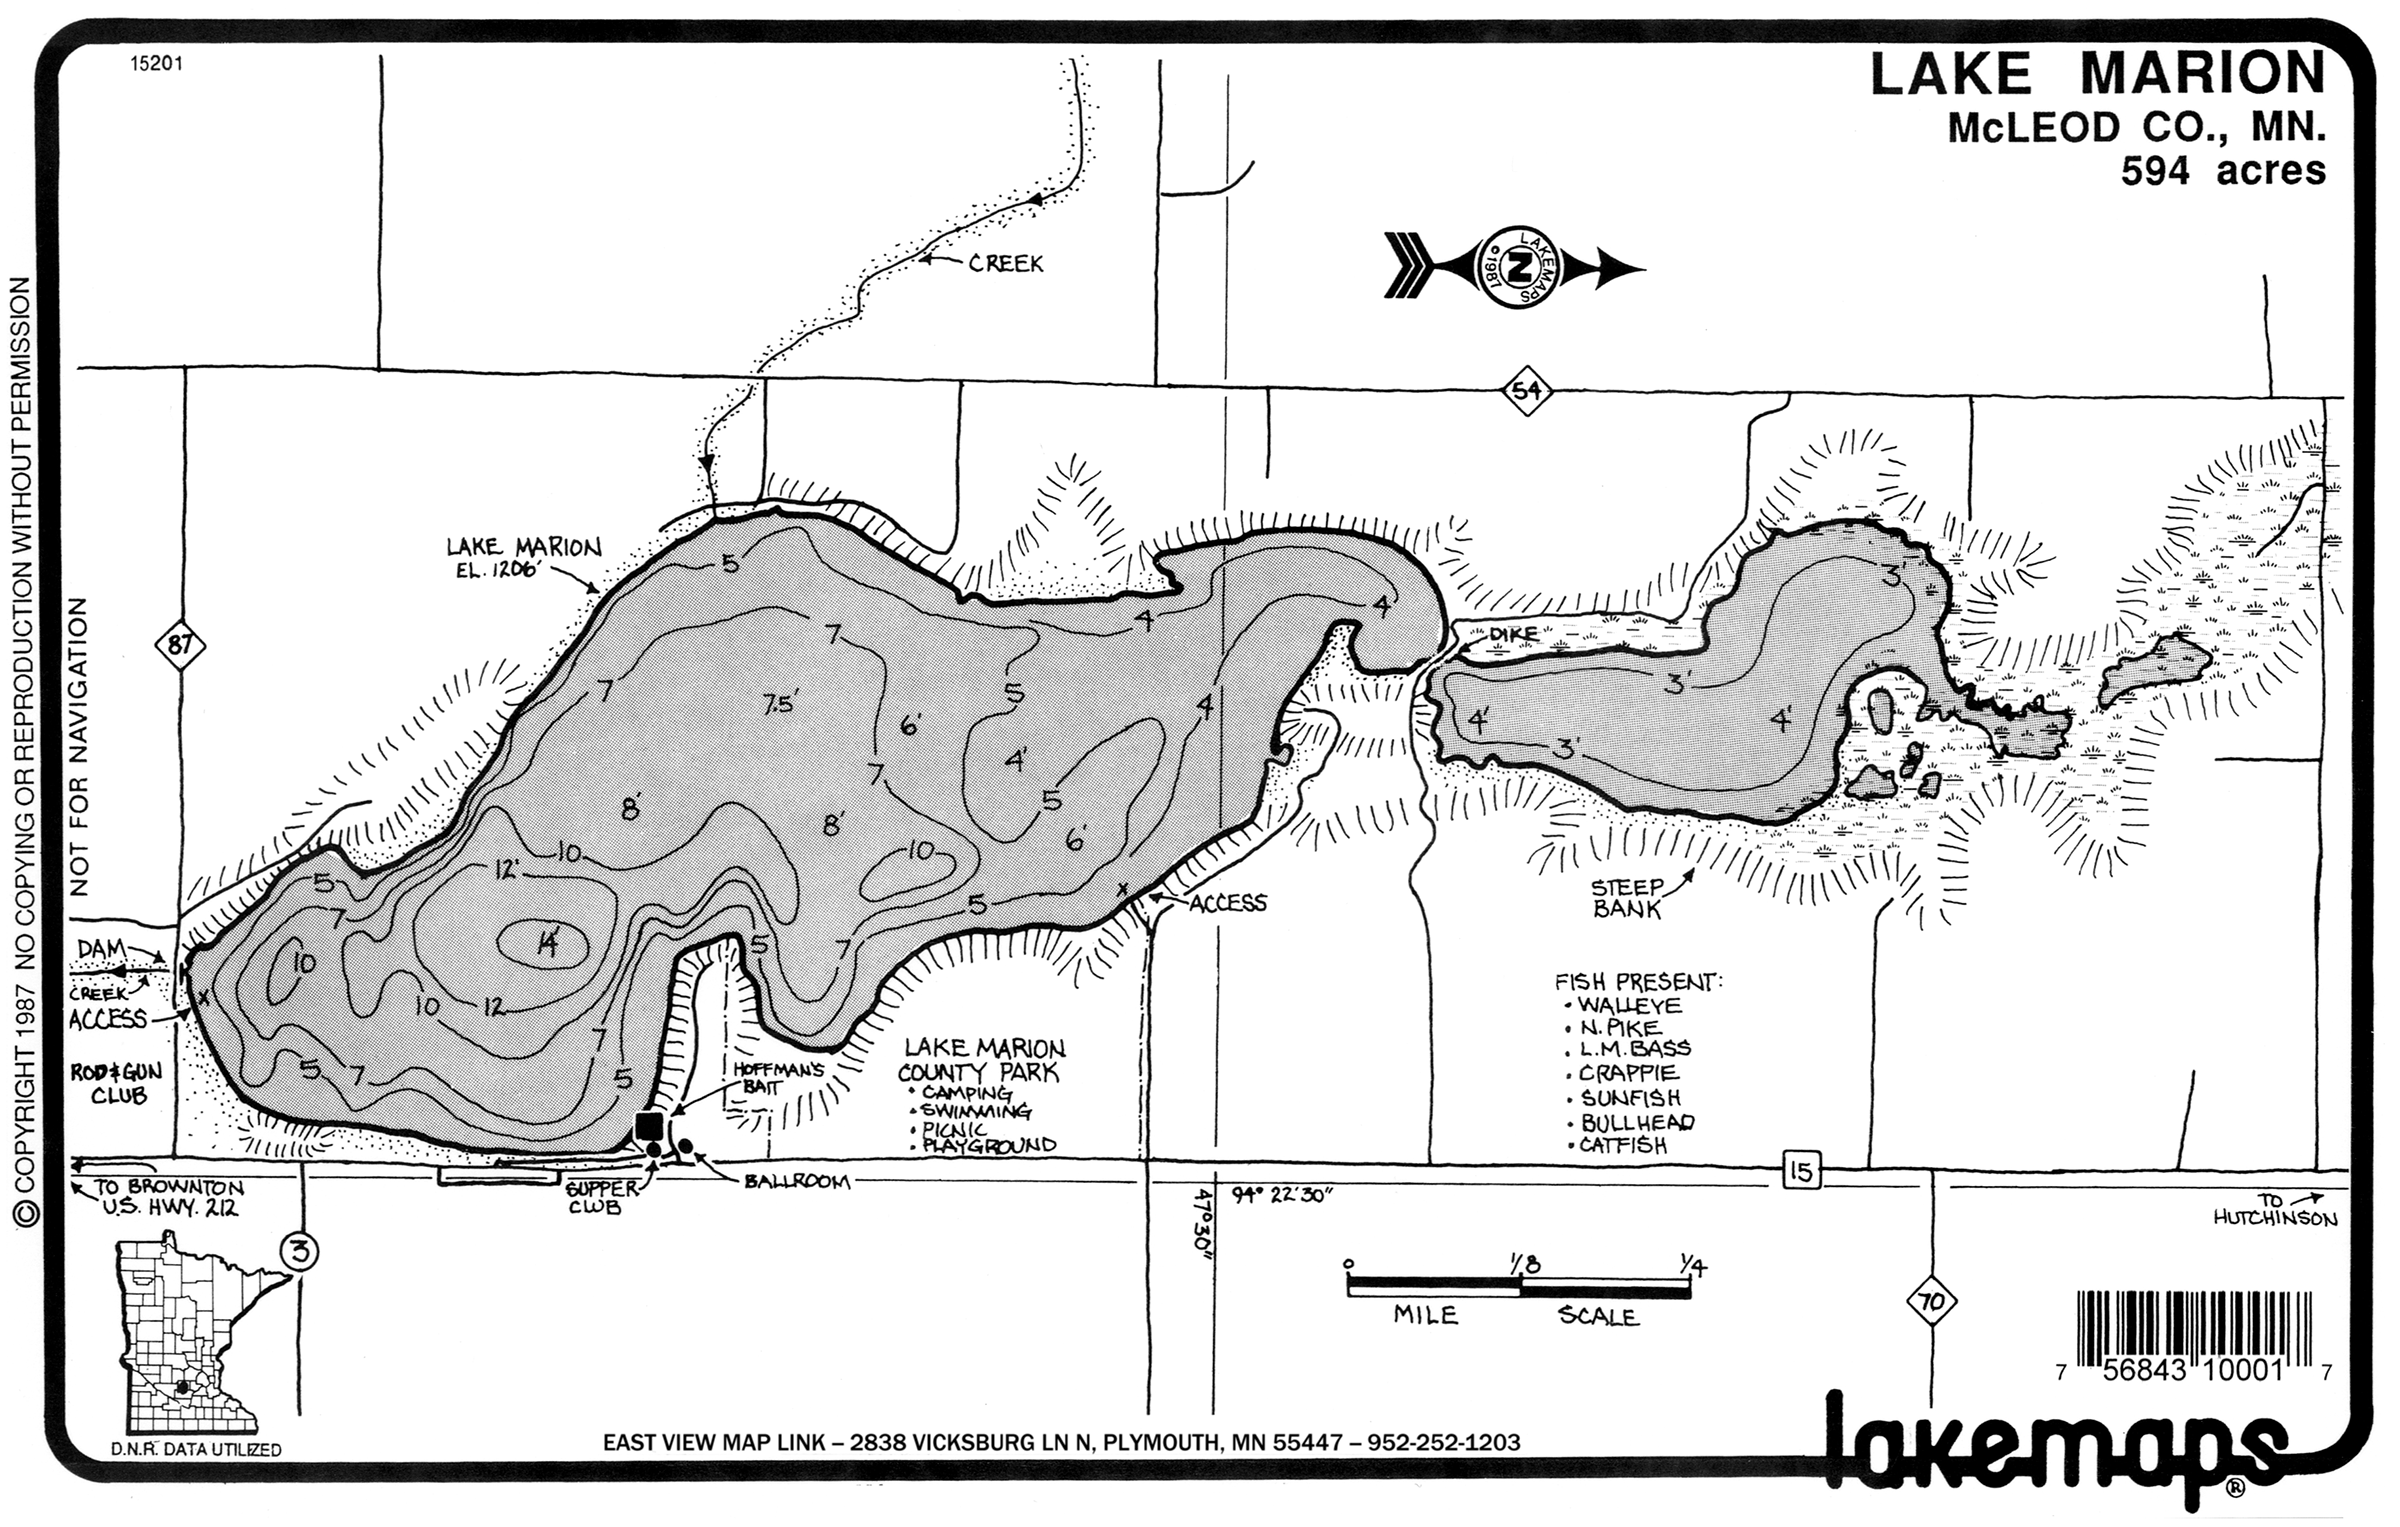 15201
LAKE MARION
McLEOD CO., MN.
594 acres
© COPYRIGHT 1987 NO COPYING OR REPRODUCTION WITHOUT PERMISSION
NOT FOR NAVIGATION
CREEK
LAKEMAPS
N
©1987
54
LAKE MARION
EL. 1206'
87
5
7
7
7.5'
6'
5
4
4
4
4'
5
6'
7
8'
8'
10
12'
10
5
7
10
14'
12
10
5
7
7
5
5
7
5
DIKE
3'
3'
4'
4'
3'
STEEP
BANK
X
ACCESS
DAM
CREEK
X
ACCESS
ROD & GUN
CLUB
HOFFMAN'S
BAIT
LAKE MARION
COUNTY PARK
• CAMPING
• SWIMMING
• PICNIC
• PLAYGROUND
FISH PRESENT:
• WALLEYE
• N. PIKE
• L.M. BASS
• CRAPPIE
• SUNFISH
• BULLHEAD
• CATFISH
15
TO BROWNTON
U.S. HWY. 212
SUPPER
CLUB
BALLROOM
94° 22'30"
47°30"
TO
HUTCHINSON
3
0 1/8 1/4
MILE SCALE
70
7 56843 10001 7
D.N.R. DATA UTILIZED
EAST VIEW MAP LINK – 2838 VICKSBURG LN N, PLYMOUTH, MN 55447 – 952-252-1203
lakemaps®